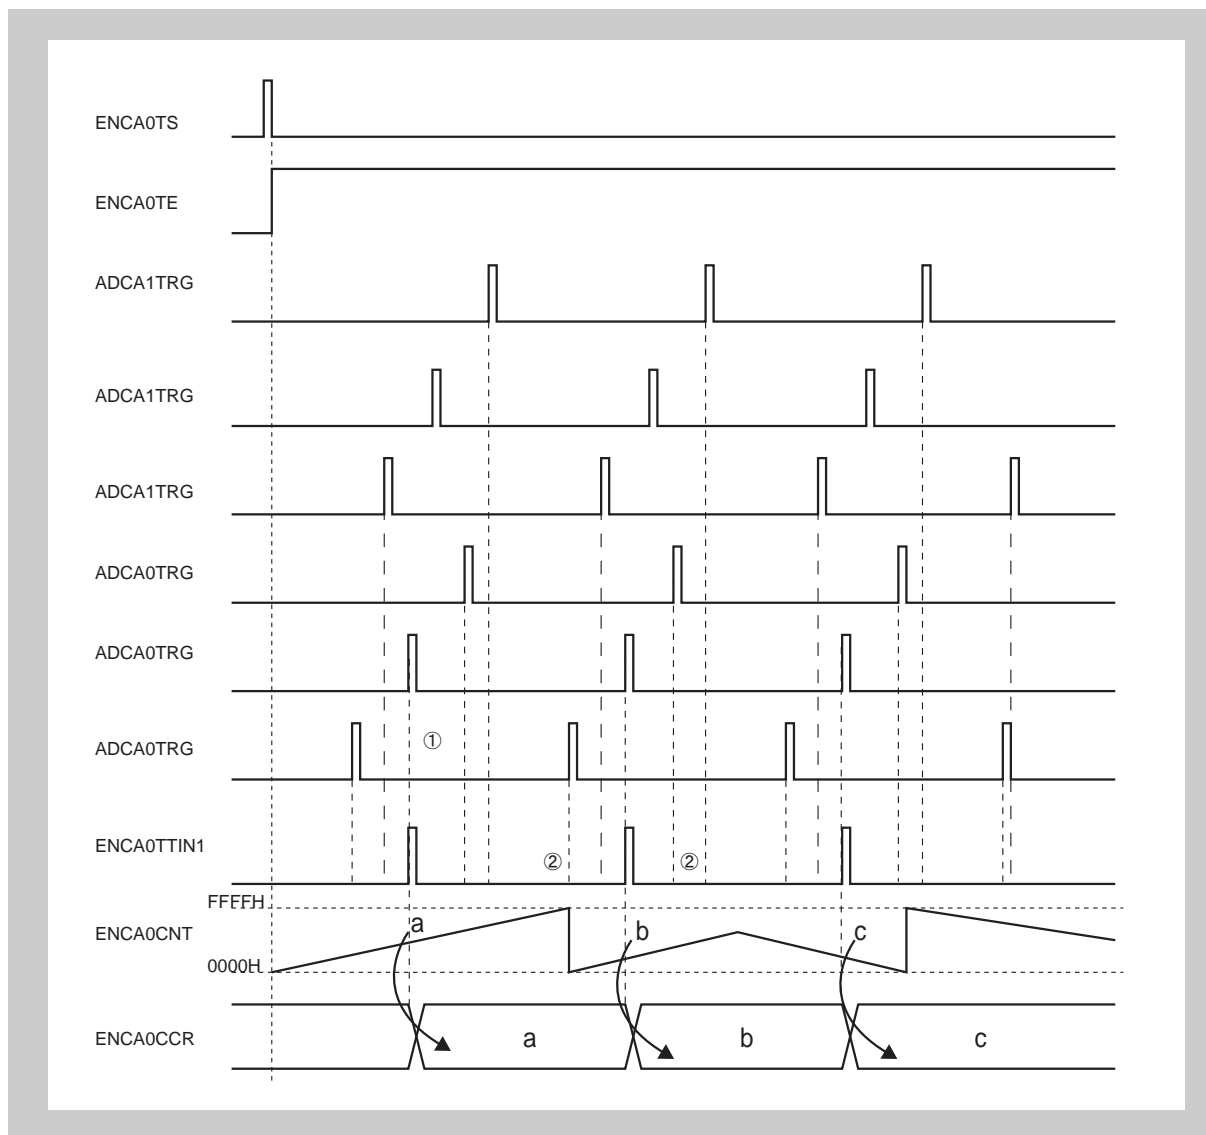 ENCA0TS
ENCA0TE
ADCA1TRG
ADCA1TRG
ADCA1TRG
ADCA0TRG
ADCA0TRG
ADCA0TRG
①
ENCA0TTIN1
② ②
FFFFH
ENCA0CNT
a b c
0000H
ENCA0CCR
a b c